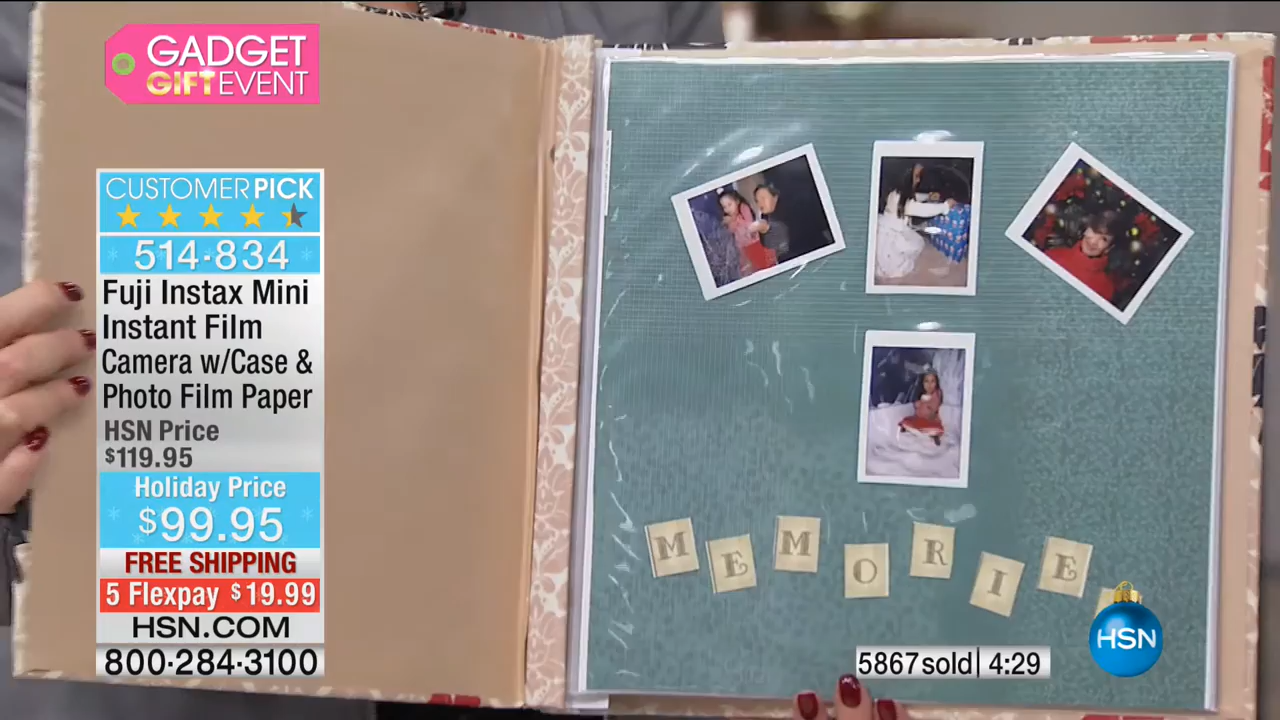 GADGET
GIFT EVENT
CUSTOMER PICK
514-834
Fuji Instax Mini
Instant Film
Camera w/Case &
Photo Film Paper
HSN Price
$119.95
Holiday Price
$99.95
FREE SHIPPING
5 Flexpay $19.99
HSN.COM
800·284·3100
MEMORIE
HSN
5867 sold | 4:29